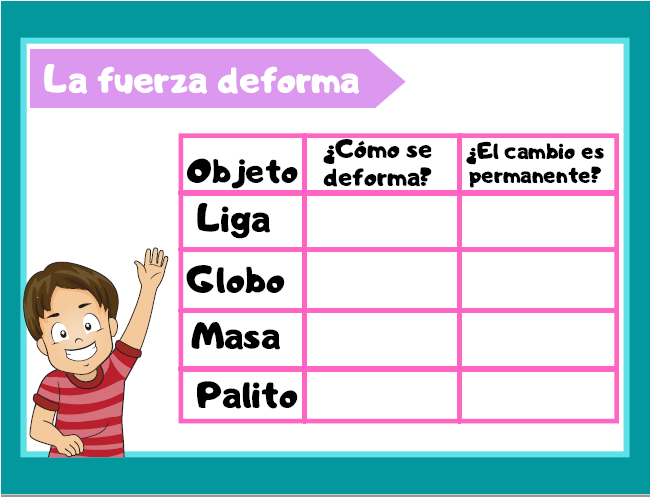 La fuerza deforma
Objeto
¿Cómo se
deforma?
¿El cambio es
permanente?
Liga
Globo
Masa
Palito